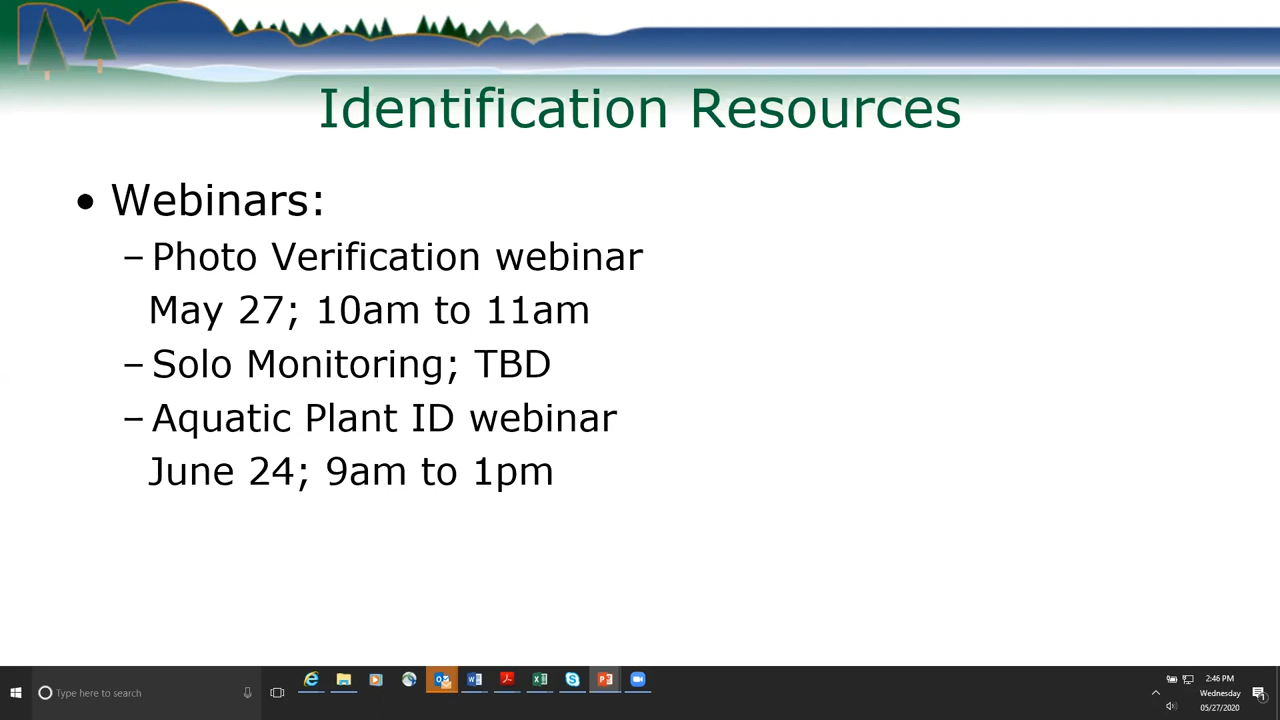 Identification Resources
• Webinars:
– Photo Verification webinar
May 27; 10am to 11am
– Solo Monitoring; TBD
– Aquatic Plant ID webinar
June 24; 9am to 1pm
Type here to search
2:46 PM
Wednesday
05/27/2020